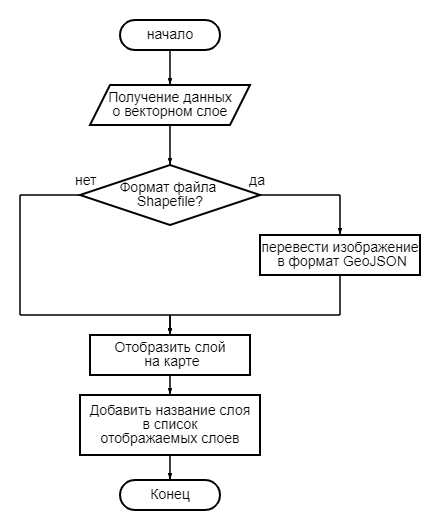 начало
Получение данных
о векторном слое
нет
да
Формат файла
Shapefile?
перевести изображение
в формат GeoJSON
Отобразить слой
на карте
Добавить название слоя
в список
отображаемых слоев
Конец